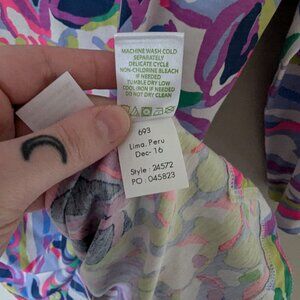 MACHINE WASH COLD
SEPARATELY
DELICATE CYCLE
NON-CHLORINE BLEACH
IF NEEDED
TUMBLE DRY LOW
COOL IRON IF NEEDED
DO NOT DRY CLEAN
693
Lima, Peru
Dec- 16
Style : 24572
PO : 045823